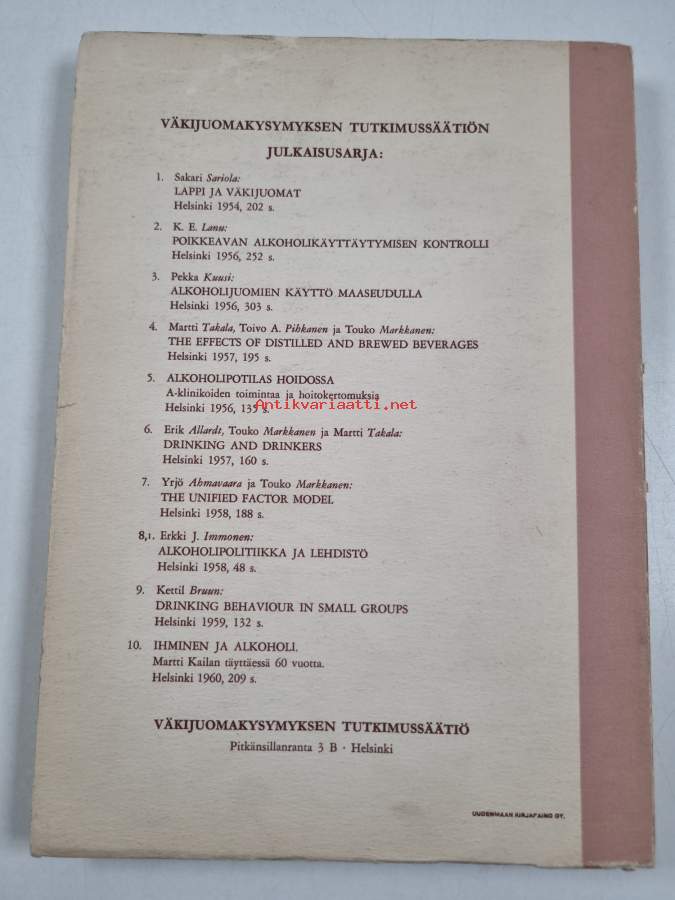 VÄKIJUOMAKYSYMYKSEN TUTKIMUSSÄÄTIÖN
JULKAISUSARJA:
1. Sakari Sariola:
LAPPI JA VÄKIJUOMAT
Helsinki 1954, 202 s.
2. K. E. Lanu:
POIKKEAVAN ALKOHOLIKÄYTTÄYTYMISEN KONTROLLI
Helsinki 1956, 252 s.
3. Pekka Kuusi:
ALKOHOLIJUOMIEN KÄYTTÖ MAASEUDULLA
Helsinki 1956, 303 s.
4. Martti Takala, Toivo A. Pihkanen ja Touko Markkanen:
THE EFFECTS OF DISTILLED AND BREWED BEVERAGES
Helsinki 1957, 195 s.
5. ALKOHOLIPOTILAS HOIDOSSA
A-klinikoiden toimintaa ja hoitokertomuksia
Antikvariaatti.net
Helsinki 1956, 135 s.
6. Erik Allardt, Touko Markkanen ja Martti Takala:
DRINKING AND DRINKERS
Helsinki 1957, 160 s.
7. Yrjö Ahmavaara ja Touko Markkanen:
THE UNIFIED FACTOR MODEL
Helsinki 1958, 188 s.
8,1. Erkki J. Immonen:
ALKOHOLIPOLITIIKKA JA LEHDISTÖ
Helsinki 1958, 48 s.
9. Kettil Bruun:
DRINKING BEHAVIOUR IN SMALL GROUPS
Helsinki 1959, 132 s.
10. IHMINEN JA ALKOHOLI.
Martti Kailan täyttäessä 60 vuotta.
Helsinki 1960, 209 s.
VÄKIJUOMAKYSYMYKSEN TUTKIMUSSÄÄTIÖ
Pitkänsillanranta 3 B · Helsinki
UUDENMAAN KIRJAPAINO OY.